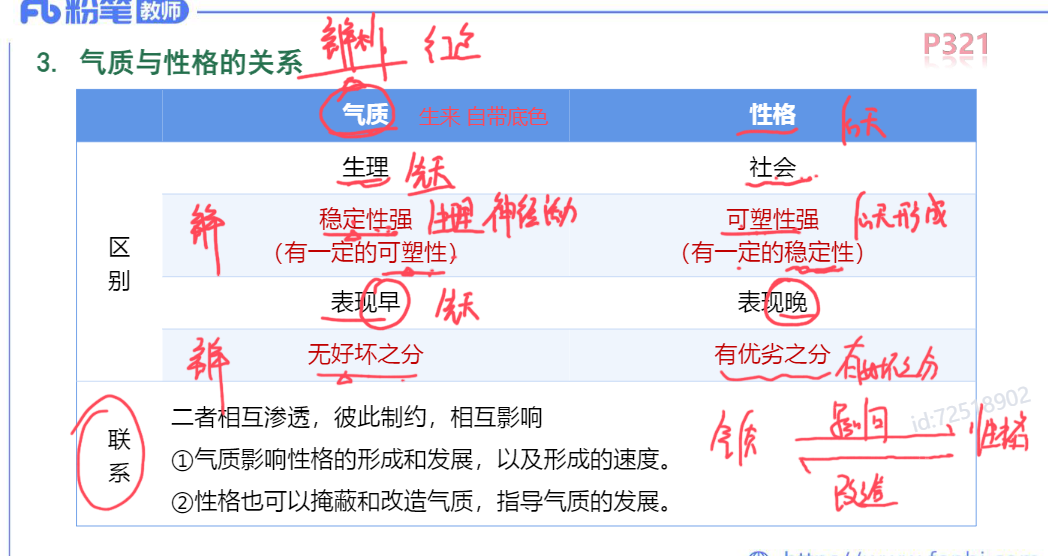 粉笔 教师
3. 气质与性格的关系
辨析 红色
P321
气质 生来 自带底色 性格 后天
生理 先天 社会
稳定性强 生理 神经活动 可塑性强 后天形成
(有一定的可塑性) (有一定的稳定性)
区别
表现早 先天 表现晚
无好坏之分 有优劣之分 有好坏之分
二者相互渗透，彼此制约，相互影响
联系
①气质影响性格的形成和发展，以及形成的速度。
②性格也可以掩蔽和改造气质，指导气质的发展。
气质 影响 性格
改造
id:72518902